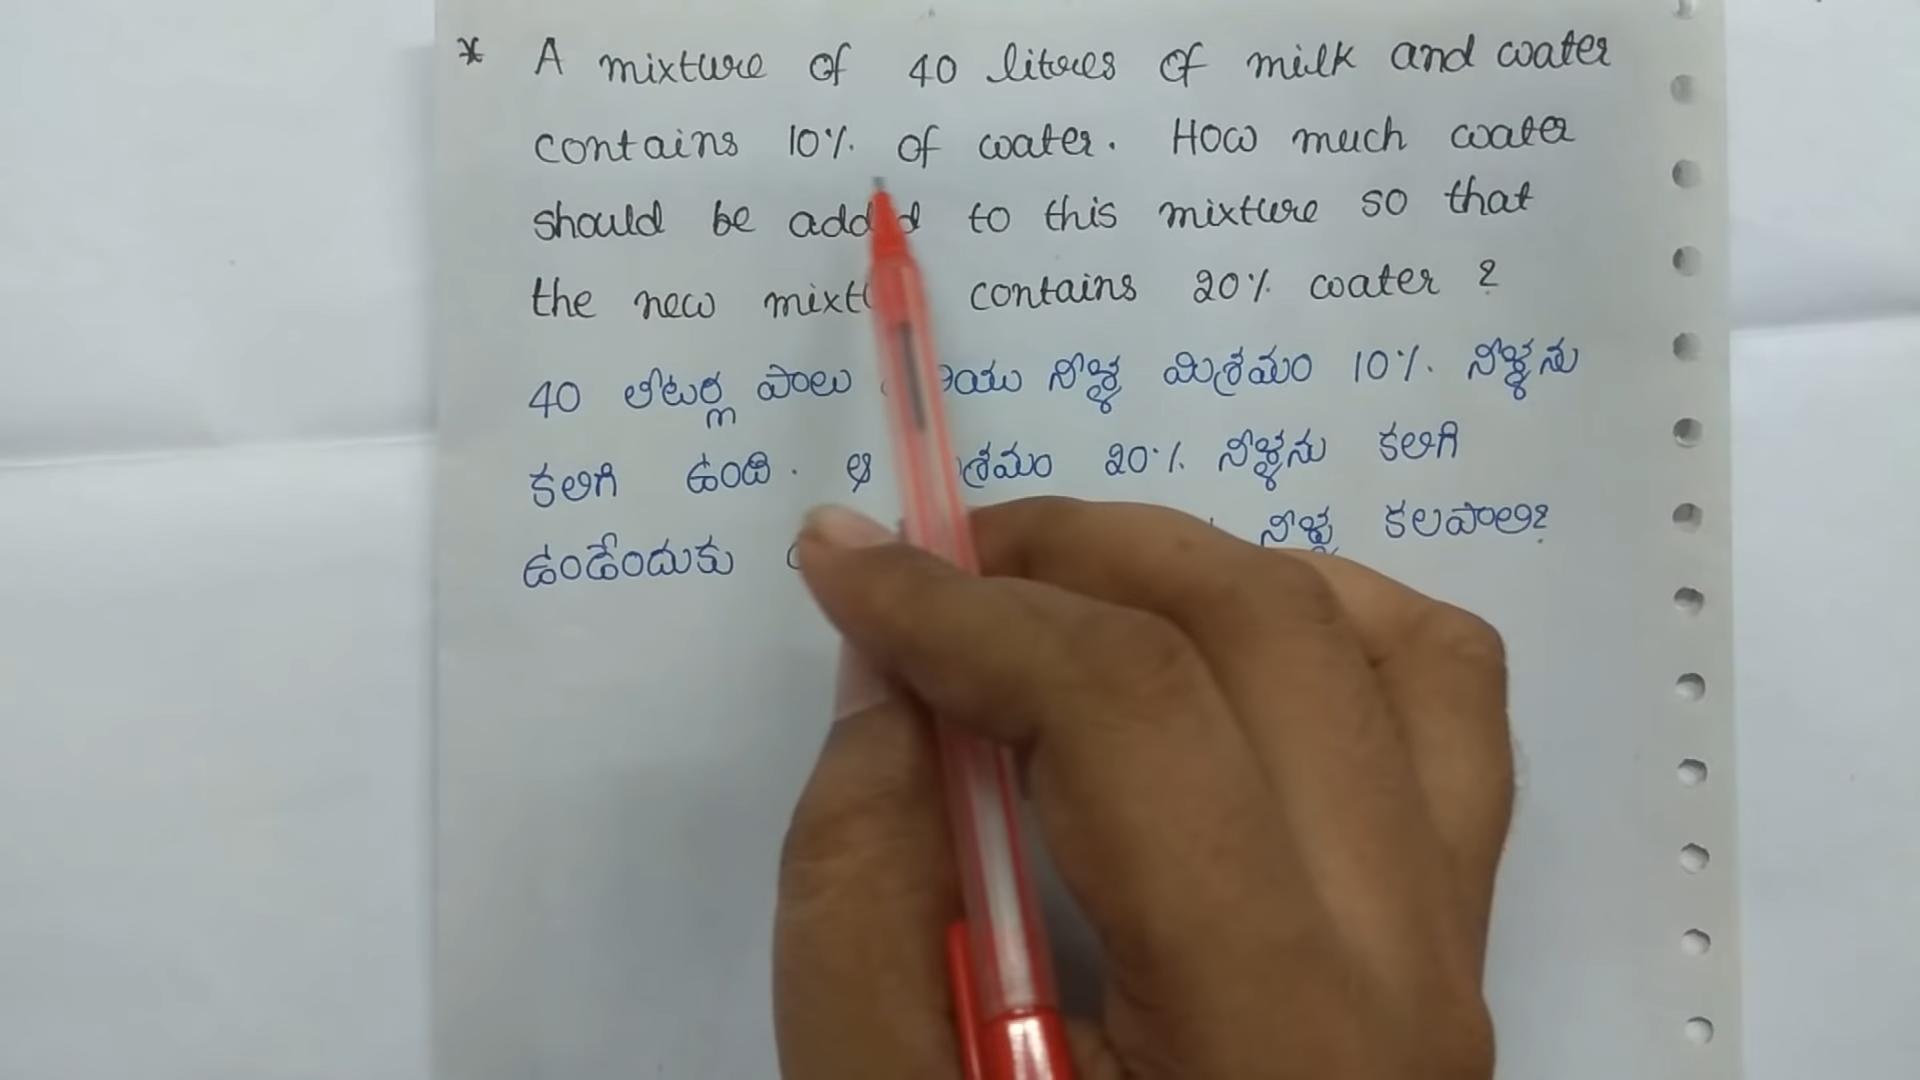 * A mixture of 40 litres of milk and water
contains 10% of water. How much water
should be added to this mixture so that
the new contains 20% water ?
40 లీటర్ల పాలు నీళ్ళ మిశ్రమం 10% నీళ్ళను
కలిగి ఉంది. ఆ 20% నీళ్ళను కలిగి
ఉండేందుకు నీళ్ళు కలపాలి?